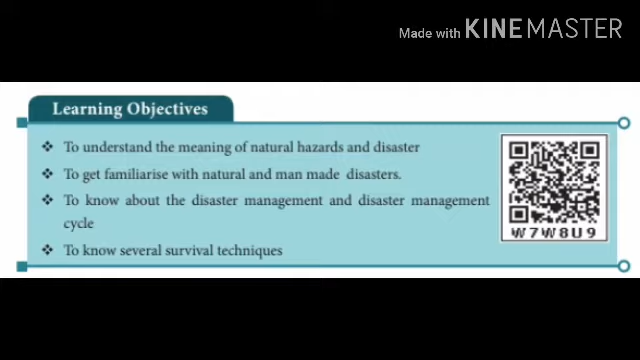 Made with KINEMASTER
Learning Objectives
❖ To understand the meaning of natural hazards and disaster
❖ To get familiarise with natural and man made disasters.
❖ To know about the disaster management and disaster management
cycle
❖ To know several survival techniques
W7W8U9